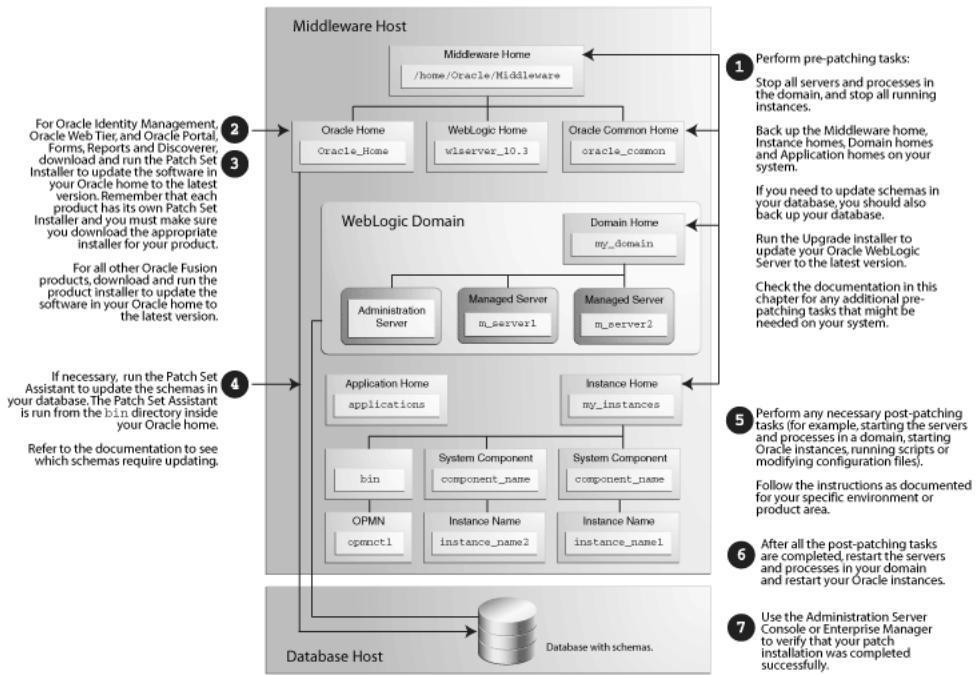 Middleware Host
Middleware Home
/home/Oracle/Middleware
Oracle Home
Oracle_Home
WebLogic Home
wlserver_10.3
Oracle Common Home
oracle_common
WebLogic Domain
Domain Home
my_domain
Administration
Server
Managed Server
m_server1
Managed Server
m_server2
Application Home
applications
Instance Home
my_instances
bin
System Component
component_name
System Component
component_name
OPMN
opmnctl
Instance Name
instance_name2
Instance Name
instance_name1
Database Host
Database with schemas.
1
Perform pre-patching tasks:
Stop all servers and processes in
the domain, and stop all running
instances.
Back up the Middleware home,
Instance homes, Domain homes
and Application homes on your
system.
If you need to update schemas in
your database, you should also
back up your database.
Run the Upgrade installer to
update your Oracle WebLogic
Server to the latest version.
Check the documentation in this
chapter for any additional pre-
patching tasks that might be
needed on your system.
2
3
For Oracle Identity Management,
Oracle Web Tier, and Oracle Portal,
Forms, Reports and Discoverer,
download and run the Patch Set
Installer to update the software in
your Oracle home to the latest
version. Remember that each
product has its own Patch Set
Installer and you must make sure
you download the appropriate
installer for your product.
For all other Oracle Fusion
products, download and run the
product installer to update the
software in your Oracle home to
the latest version.
4
If necessary, run the Patch Set
Assistant to update the schemas in
your database. The Patch Set Assistant
is run from the bin directory inside
your Oracle home.
Refer to the documentation to see
which schemas require updating.
5
Perform any necessary post-patching
tasks (for example, starting the servers
and processes in a domain, starting
Oracle instances, running scripts or
modifying configuration files).
Follow the instructions as documented
for your specific environment or
product area.
6
After all the post-patching tasks
are completed, restart the servers
and processes in your domain
and restart your Oracle instances.
7
Use the Administration Server
Console or Enterprise Manager
to verify that your patch
installation was completed
successfully.